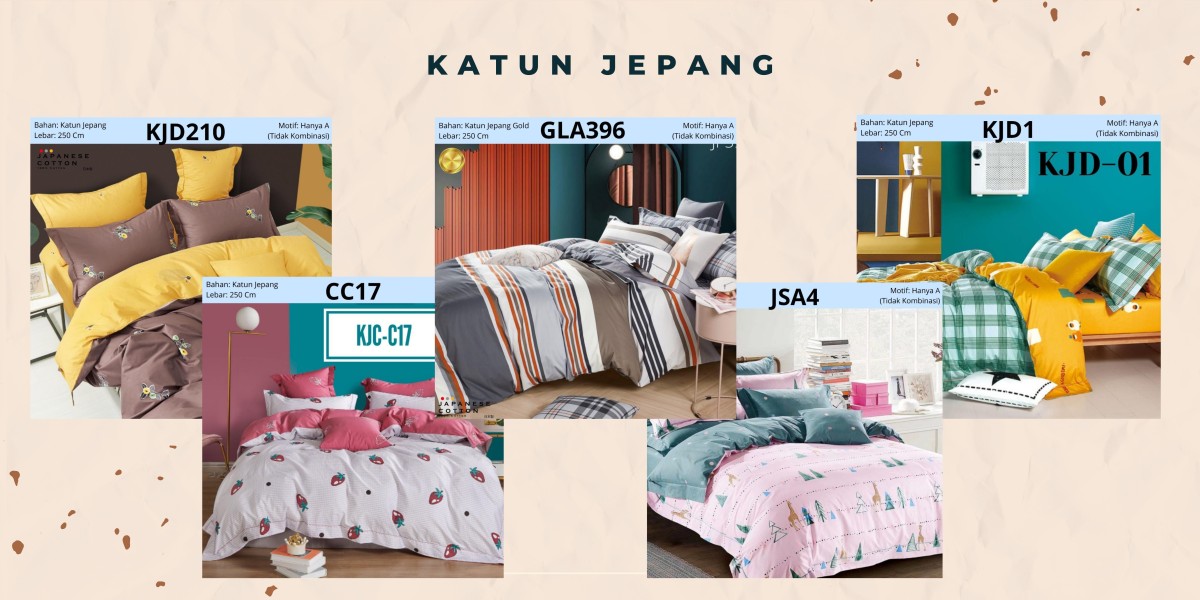 KATUN JEPANG
Bahan: Katun Jepang
Lebar: 250 Cm
KJD210
Motif: Hanya A
(Tidak Kombinasi)
JAPANESE
COTTON
Bahan: Katun Jepang Gold
Lebar: 250 Cm
GLA396
Motif: Hanya A
(Tidak Kombinasi)
JAPANESE
COTTON
Bahan: Katun Jepang
Lebar: 250 Cm
KJD1
Motif: Hanya A
(Tidak Kombinasi)
KJD-01
Bahan: Katun Jepang
Lebar: 250 Cm
CC17
KJC-C17
JSA4
Motif: Hanya A
(Tidak Kombinasi)